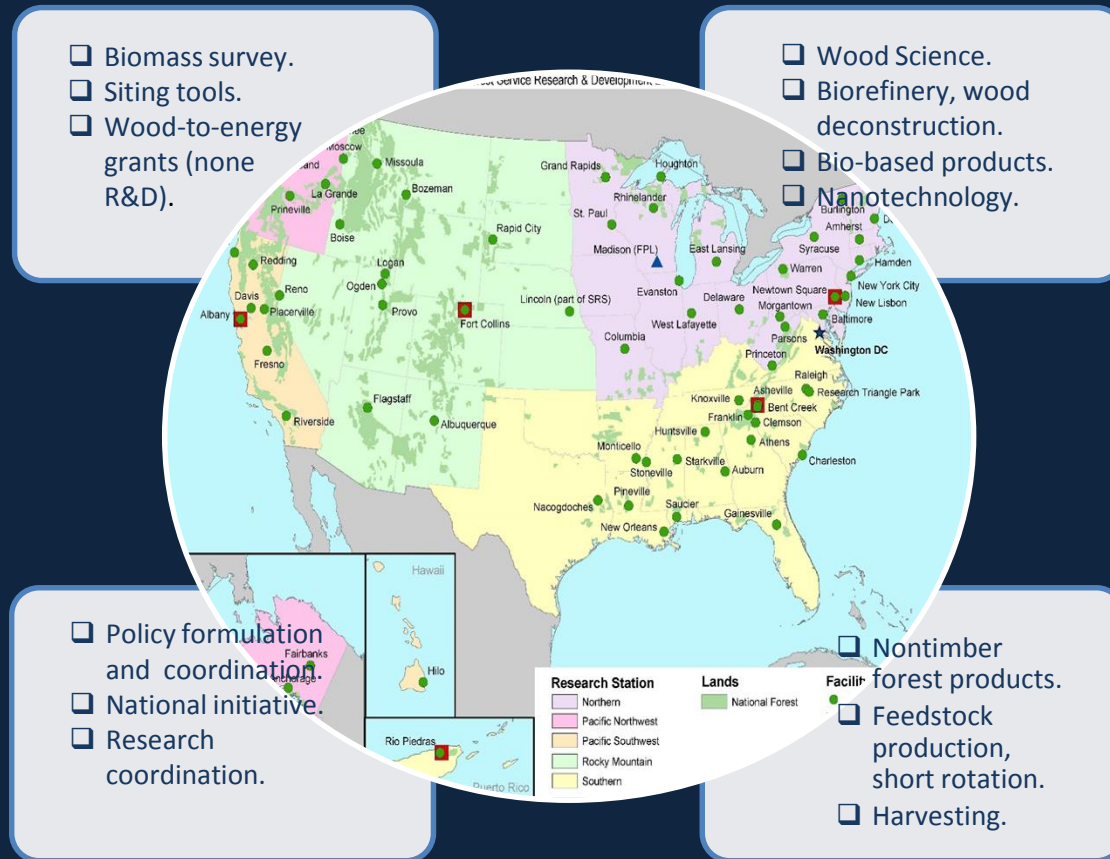 ❑ Biomass survey.
❑ Siting tools.
❑ Wood-to-energy
grants (none
R&D).
❑ Wood Science.
❑ Biorefinery, wood
deconstruction.
❑ Bio-based products.
❑ Nanotechnology.
Service Research & Development
Moscow
Missoula
La Grande
Bozeman
Prineville
Boise
Rapid City
Grand Rapids
Houghton
Rhinelander
St. Paul
Madison (FPL)
East Lansing
Burlington
Amherst
Syracuse
Hamden
Warren
New York City
Newtown Square
New Lisbon
Redding
Logan
Reno
Ogden
Davis
Placerville
Provo
Albany
Fort Collins
Lincoln (part of SRS)
Evanston
Delaware
Morgantown
Baltimore
West Lafayette
Parsons
Washington DC
Columbia
Princeton
Fresno
Raleigh
Asheville
Research Triangle Park
Knoxville
Bent Creek
Franklin
Clemson
Flagstaff
Riverside
Albuquerque
Huntsville
Athens
Monticello
Starkville
Charleston
Stoneville
Auburn
Pineville
Nacogdoches
Saucier
Gainesville
New Orleans
Hawaii
Hilo
Fairbanks
Rio Piedras
Puerto Rico
Research Station
Northern
Pacific Northwest
Pacific Southwest
Rocky Mountain
Southern
Lands
National Forest
❑ Policy formulation
and coordination.
❑ National initiative.
❑ Research
coordination.
❑ Nontimber
forest products.
❑ Feedstock
production,
short rotation.
❑ Harvesting.